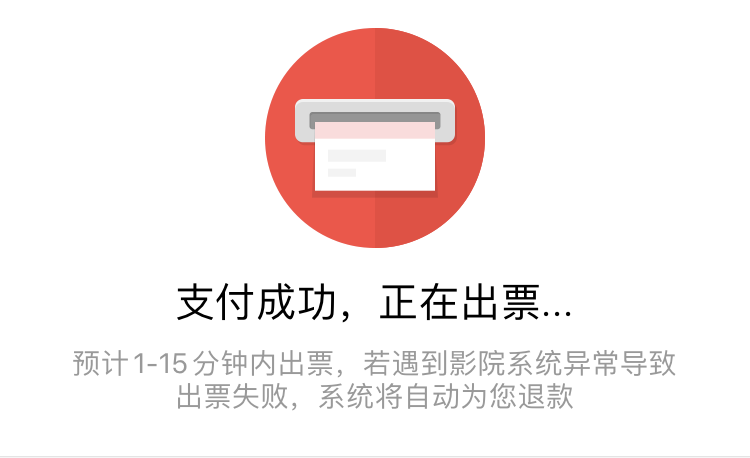 支付成功，正在出票...
预计1-15分钟内出票，若遇到影院系统异常导致
出票失败，系统将自动为您退款